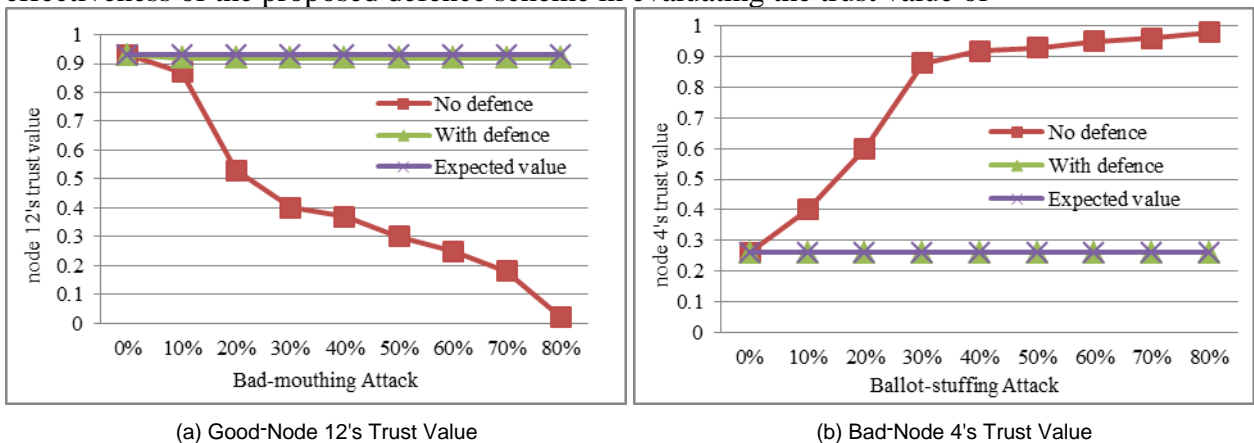 effectiveness of the proposed defence scheme in evaluating the trust value of
1
0.9
0.8
0.7
0.6
0.5
0.4
0.3
0.2
0.1
0
node 12's trust value
No defence
With defence
Expected value
0% 10% 20% 30% 40% 50% 60% 70% 80%
Bad-mouthing Attack
(a) Good-Node 12's Trust Value
1
0.9
0.8
0.7
0.6
0.5
0.4
0.3
0.2
0.1
0
node 4's trust value
No defence
With defence
Expected value
0% 10% 20% 30% 40% 50% 60% 70% 80%
Ballot-stuffing Attack
(b) Bad-Node 4's Trust Value